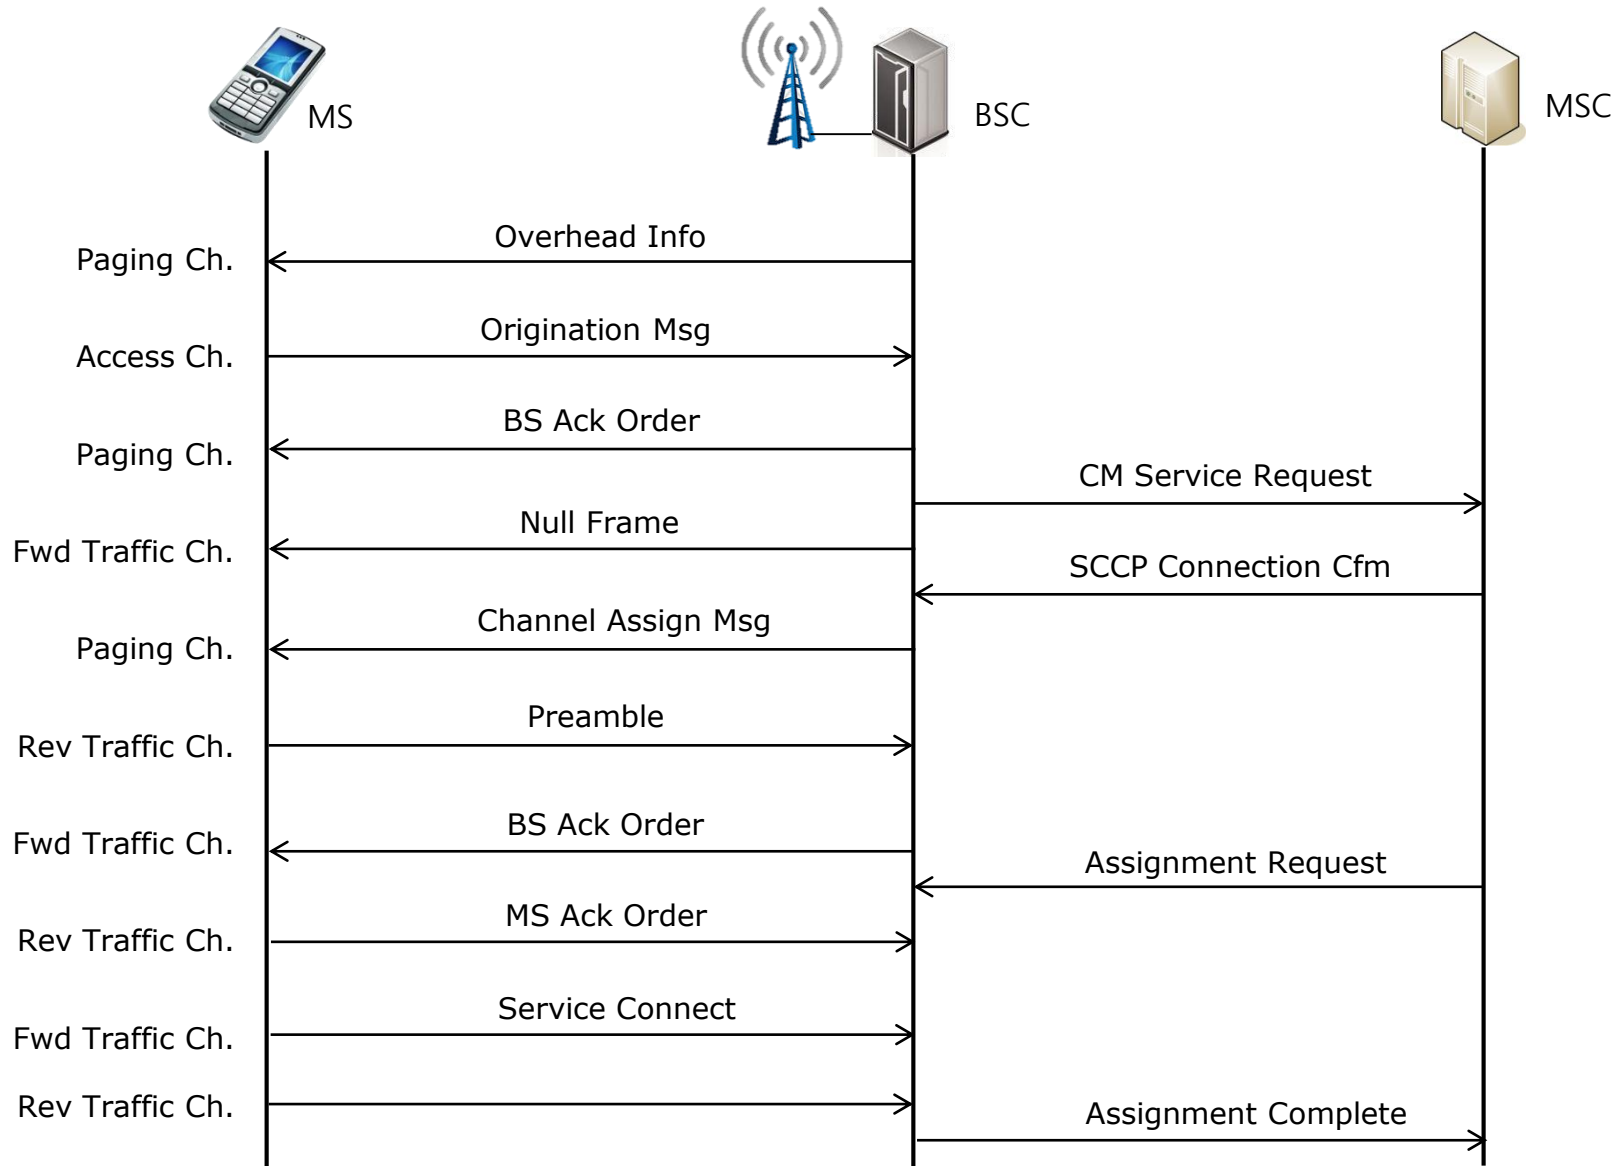 MS
BSC
MSC
Overhead Info
Paging Ch.
Origination Msg
Access Ch.
BS Ack Order
Paging Ch.
CM Service Request
Null Frame
Fwd Traffic Ch.
SCCP Connection Cfm
Channel Assign Msg
Paging Ch.
Preamble
Rev Traffic Ch.
BS Ack Order
Fwd Traffic Ch.
Assignment Request
MS Ack Order
Rev Traffic Ch.
Service Connect
Fwd Traffic Ch.
Rev Traffic Ch.
Assignment Complete